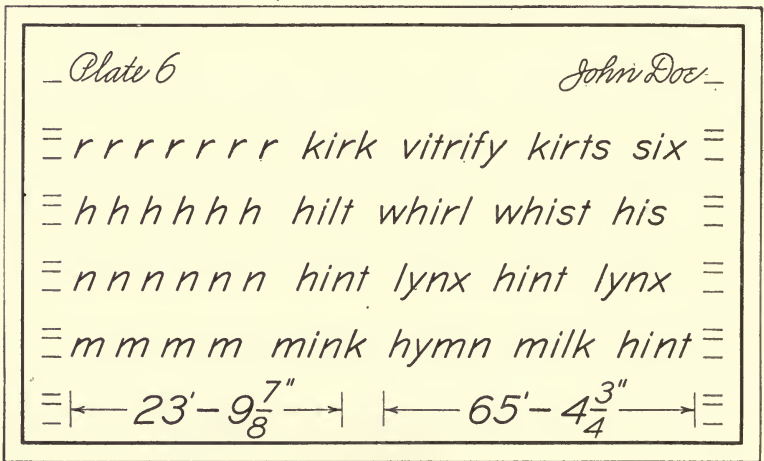 Plate 6 John Doe
r r r r r r r kirk vitrify kirts six
h h h h h h hilt whirl whist his
n n n n n n hint lynx hint lynx
m m m m mink hymn milk hint
23'-9 7/8" 65'-4 3/4"